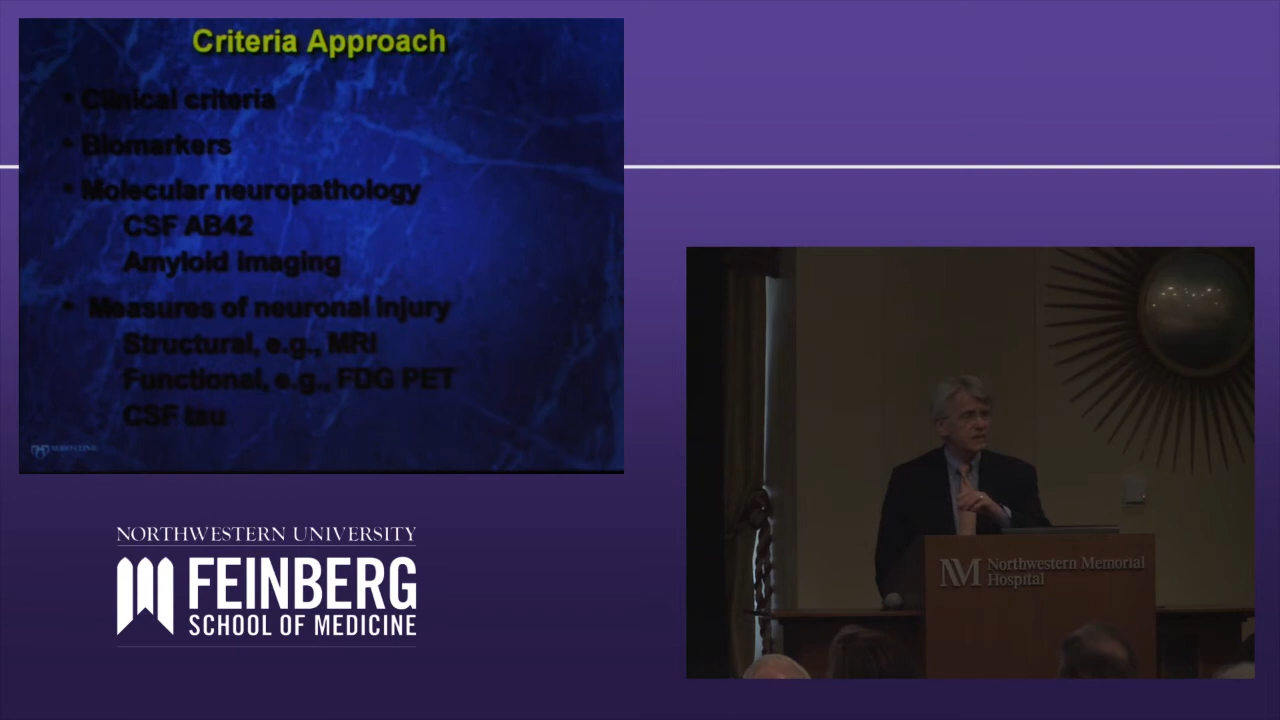 Criteria Approach
• Clinical criteria
• Biomarkers
• Molecular neuropathology
CSF AB42
Amyloid imaging
• Measures of neuronal injury
Structural, e.g., MRI
Functional, e.g., FDG PET
CSF tau
NORTHWESTERN UNIVERSITY
FEINBERG
SCHOOL OF MEDICINE
NM Northwestern Memorial
Hospital